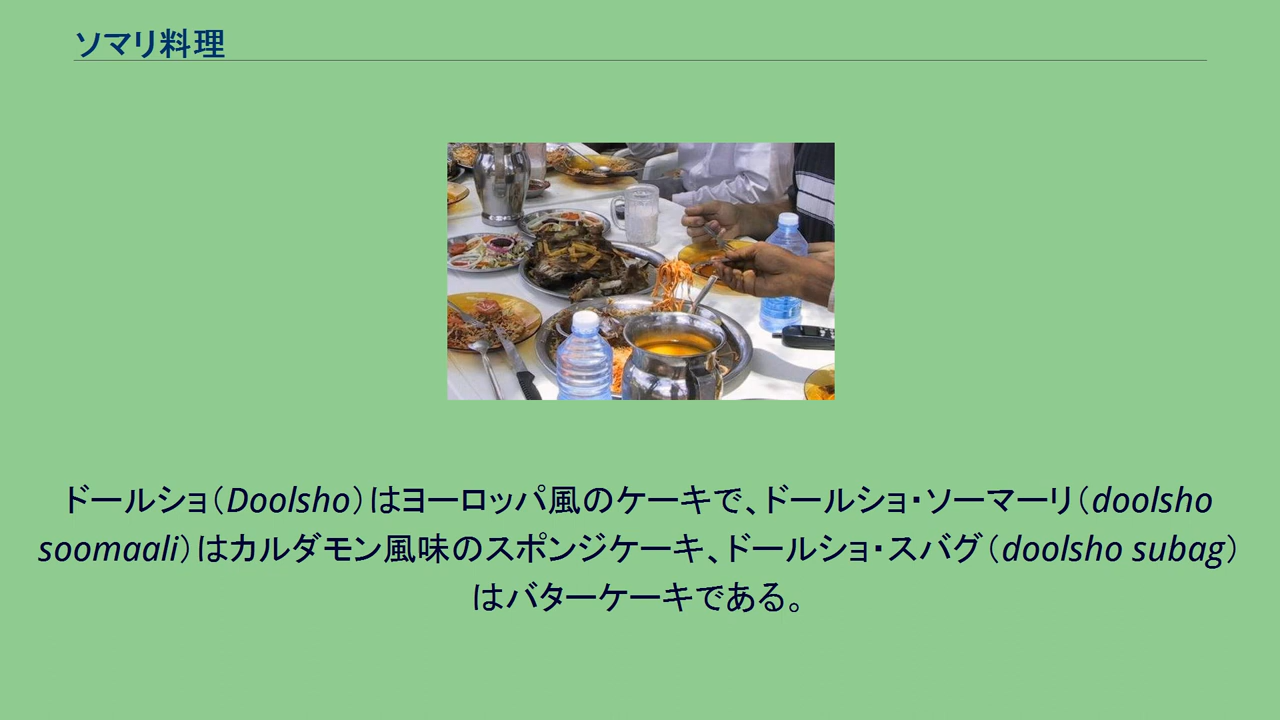 ソマリ料理
ドールショ（Doolsho）はヨーロッパ風のケーキで、ドールショ・ソーマーリ（doolsho
soomaali）はカルダモン風味のスポンジケーキ、ドールショ・スバグ（doolsho subag）
はバターケーキである。